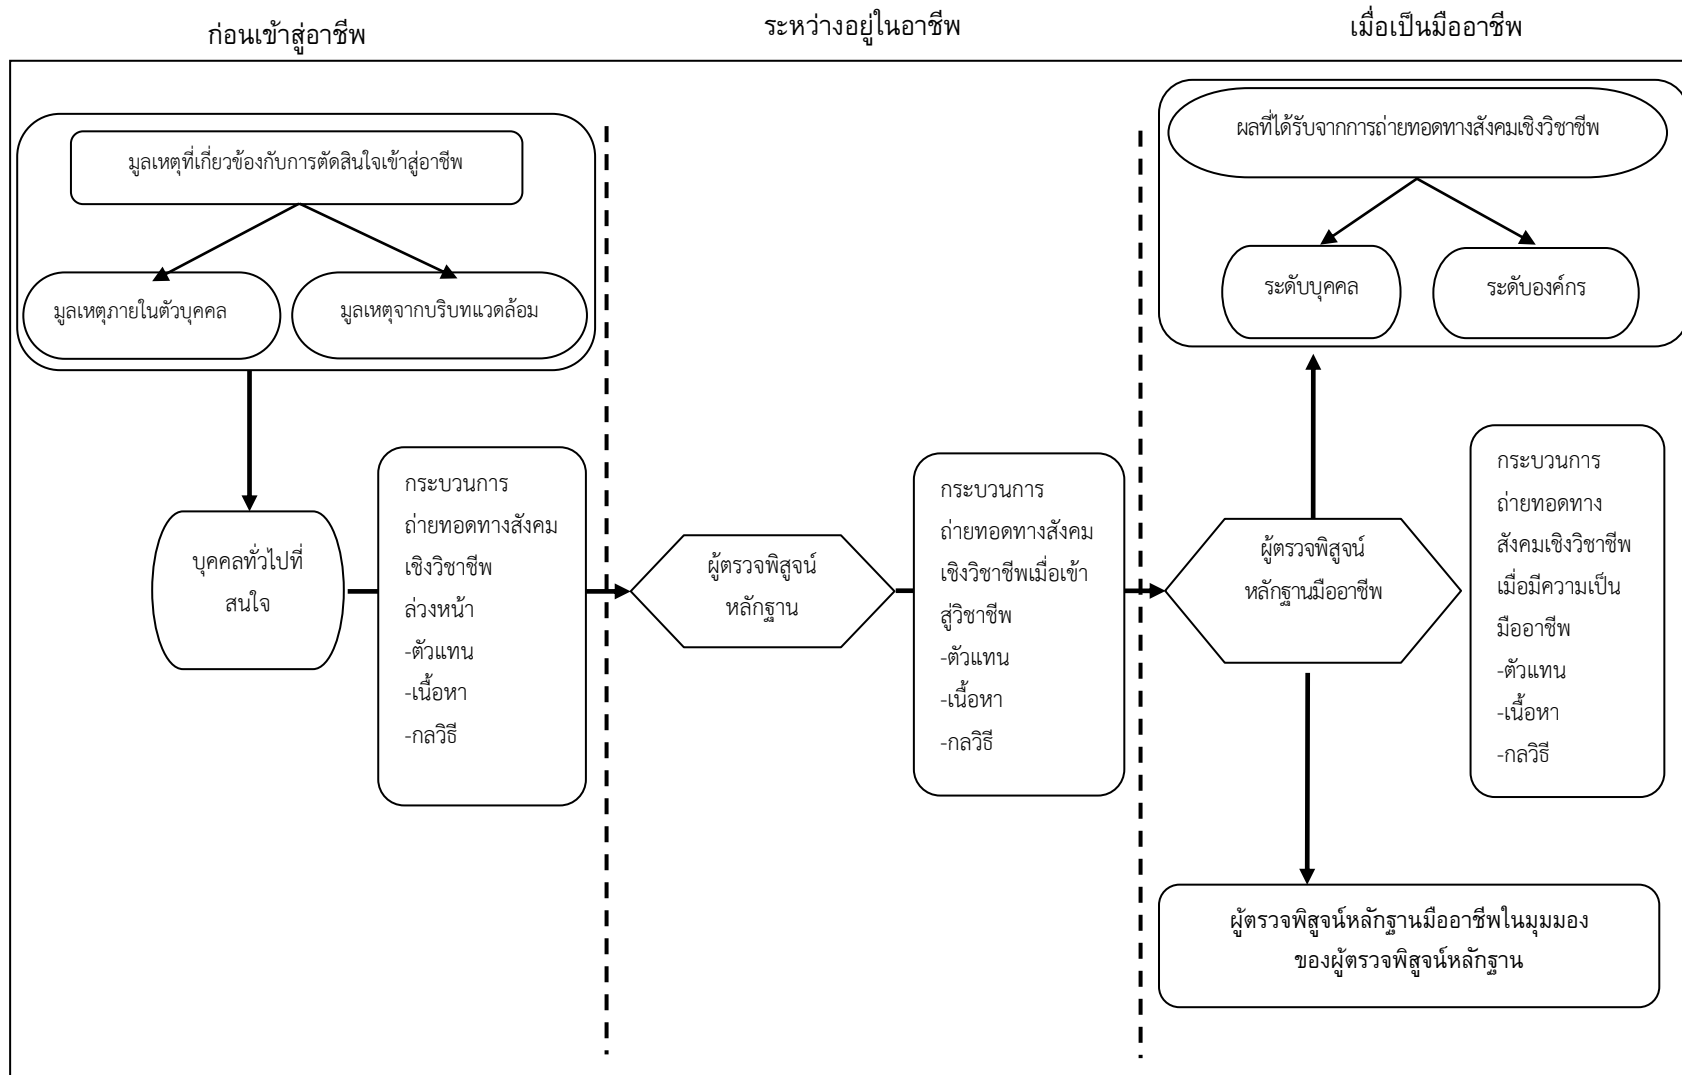 ก่อนเข้าสู่อาชีพ
ระหว่างอยู่ในอาชีพ
เมื่อเป็นมืออาชีพ
มูลเหตุที่เกี่ยวข้องกับการตัดสินใจเข้าสู่อาชีพ
มูลเหตุภายในตัวบุคคล
มูลเหตุจากบริบทแวดล้อม
บุคคลทั่วไปที่
สนใจ
กระบวนการ
ถ่ายทอดทางสังคม
เชิงวิชาชีพ
ล่วงหน้า
-ตัวแทน
-เนื้อหา
-กลวิธี
ผู้ตรวจพิสูจน์
หลักฐาน
กระบวนการ
ถ่ายทอดทางสังคม
เชิงวิชาชีพเมื่อเข้า
สู่วิชาชีพ
-ตัวแทน
-เนื้อหา
-กลวิธี
ผลที่ได้รับจากการถ่ายทอดทางสังคมเชิงวิชาชีพ
ระดับบุคคล
ระดับองค์กร
ผู้ตรวจพิสูจน์
หลักฐานมืออาชีพ
กระบวนการ
ถ่ายทอดทาง
สังคมเชิงวิชาชีพ
เมื่อมีความเป็น
มืออาชีพ
-ตัวแทน
-เนื้อหา
-กลวิธี
ผู้ตรวจพิสูจน์หลักฐานมืออาชีพในมุมมอง
ของผู้ตรวจพิสูจน์หลักฐาน